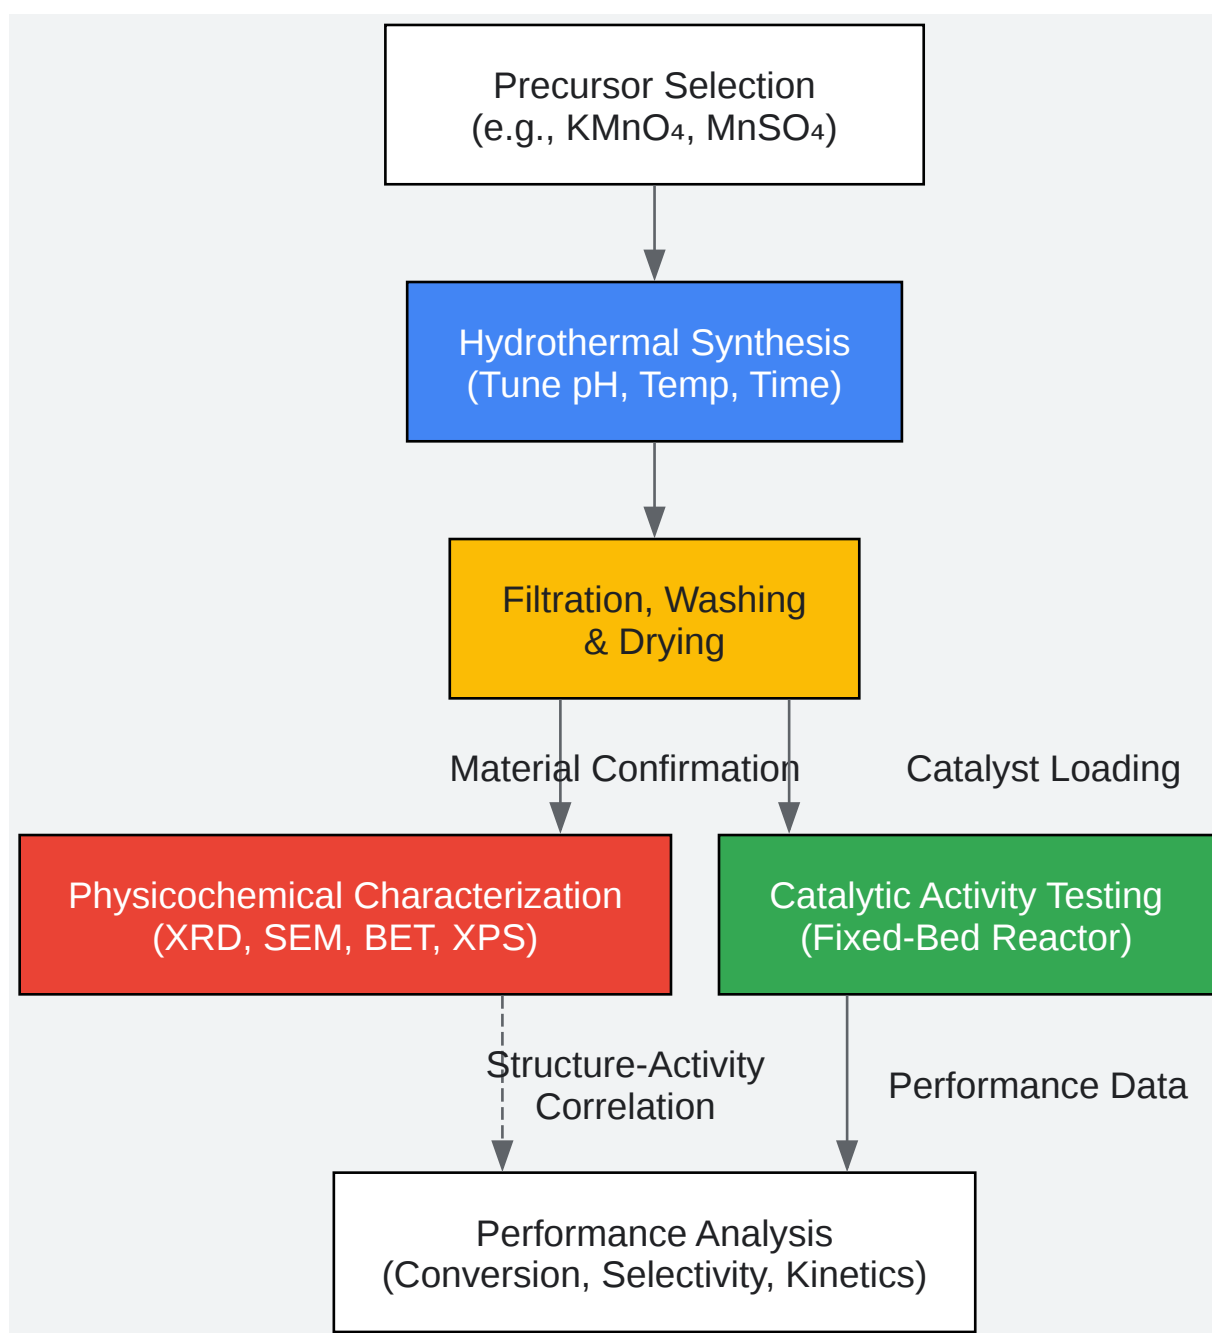 Precursor Selection
(e.g., KMnO₄, MnSO₄)
Hydrothermal Synthesis
(Tune pH, Temp, Time)
Filtration, Washing
& Drying
Material Confirmation
Catalyst Loading
Physicochemical Characterization
(XRD, SEM, BET, XPS)
Catalytic Activity Testing
(Fixed-Bed Reactor)
Structure-Activity
Correlation
Performance Data
Performance Analysis
(Conversion, Selectivity, Kinetics)